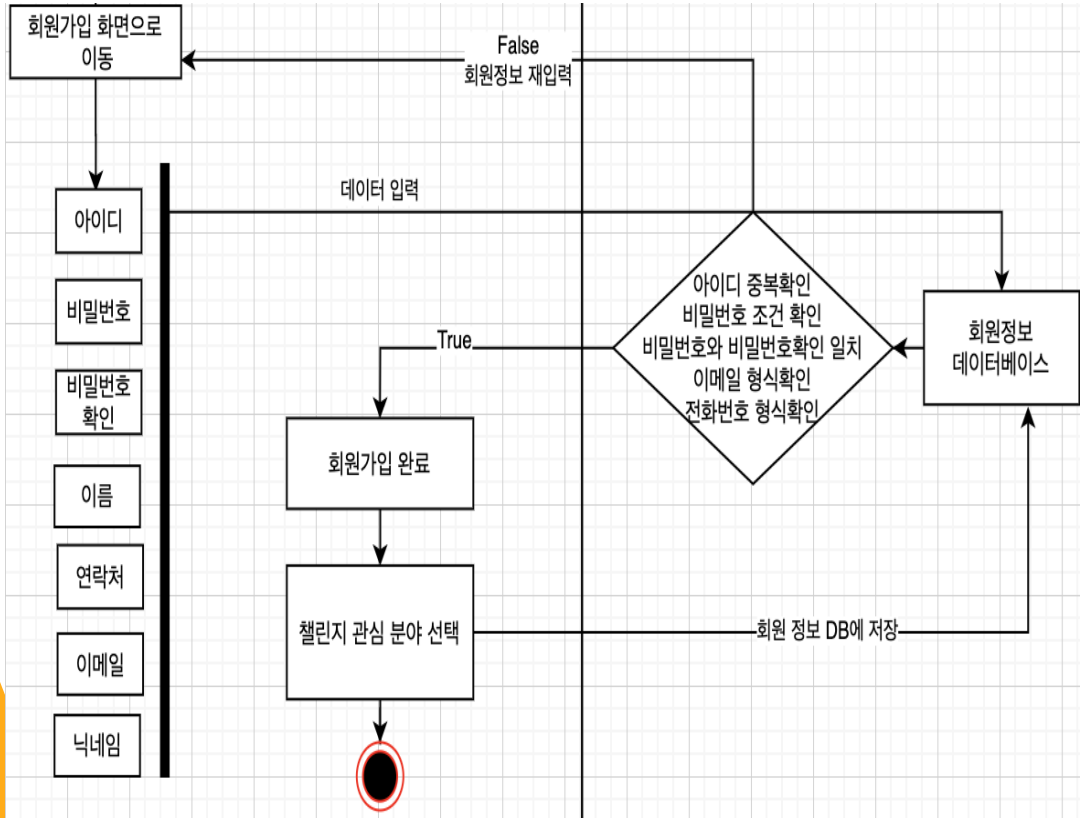 회원가입 화면으로
이동
False
회원정보 재입력
데이터 입력
아이디
비밀번호
비밀번호
확인
이름
연락처
이메일
닉네임
아이디 중복확인
비밀번호 조건 확인
비밀번호와 비밀번호확인 일치
이메일 형식확인
전화번호 형식확인
회원정보
데이터베이스
True
회원가입 완료
챌린지 관심 분야 선택
회원 정보 DB에 저장